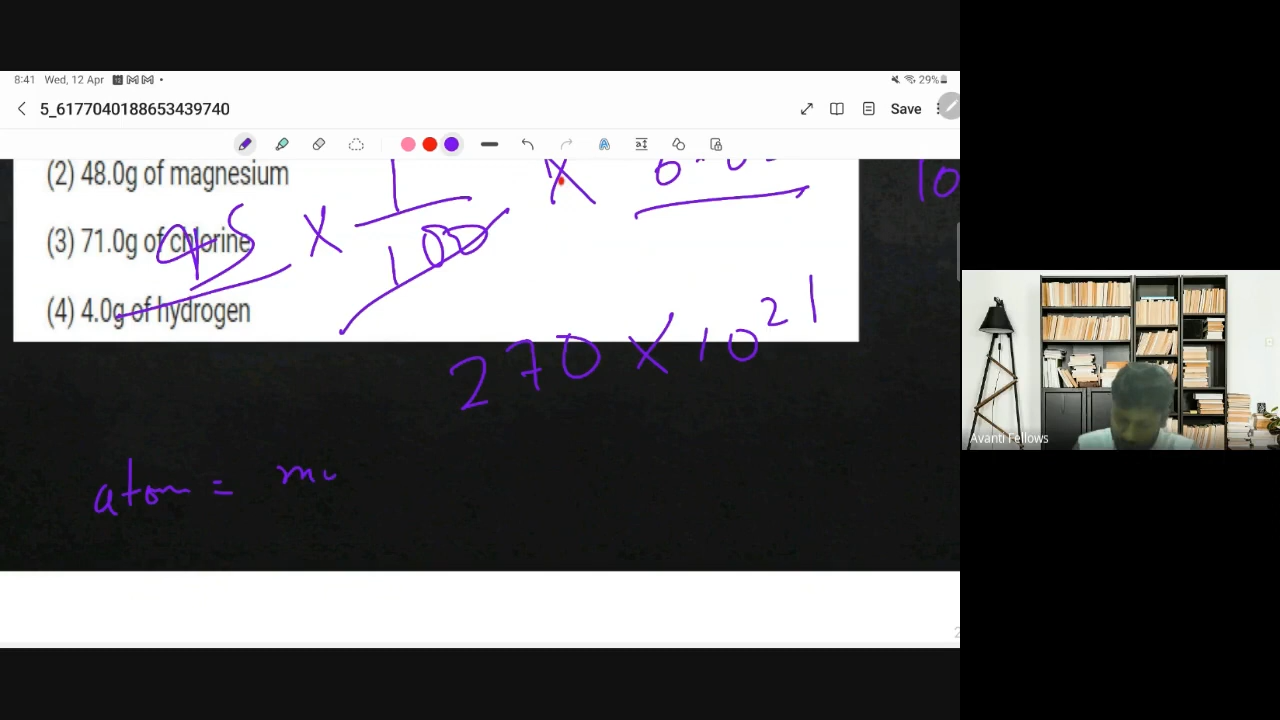 8:41 Wed, 12 Apr 29%
5_6177040188653439740 Save
(2) 48.0g of magnesium
1 X 10
(3) 71.0g of chlorine
X 100
(4) 4.0g of hydrogen
270 X 10²¹
Avanti Fellows
atom =